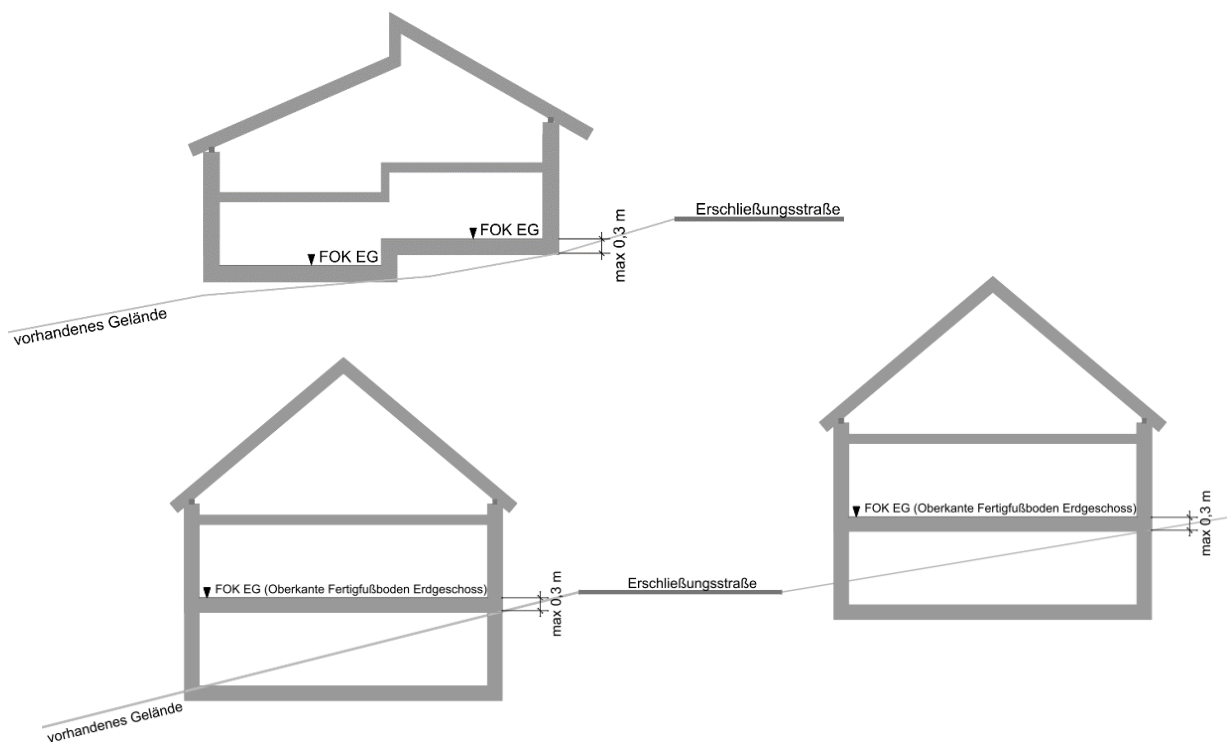 Erschließungsstraße
FOK EG
FOK EG
max 0,3 m
vorhandenes Gelände
FOK EG (Oberkante Fertigfußboden Erdgeschoss)
max 0,3 m
Erschließungsstraße
FOK EG (Oberkante Fertigfußboden Erdgeschoss)
max 0,3 m
vorhandenes Gelände